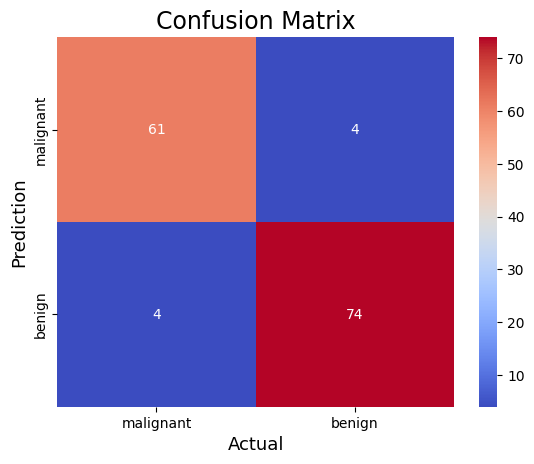 Confusion Matrix
Prediction
malignant
benign
61
4
4
74
malignant
benign
Actual
70
60
50
40
30
20
10